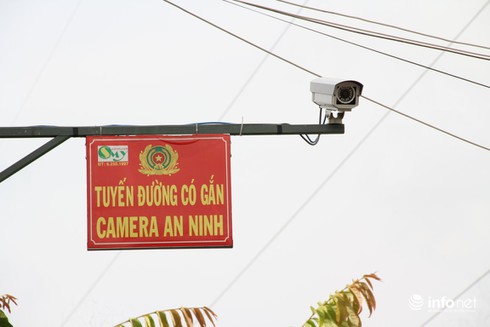 TUYẾN ĐƯỜNG CÓ GẮN
CAMERA AN NINH
infonet